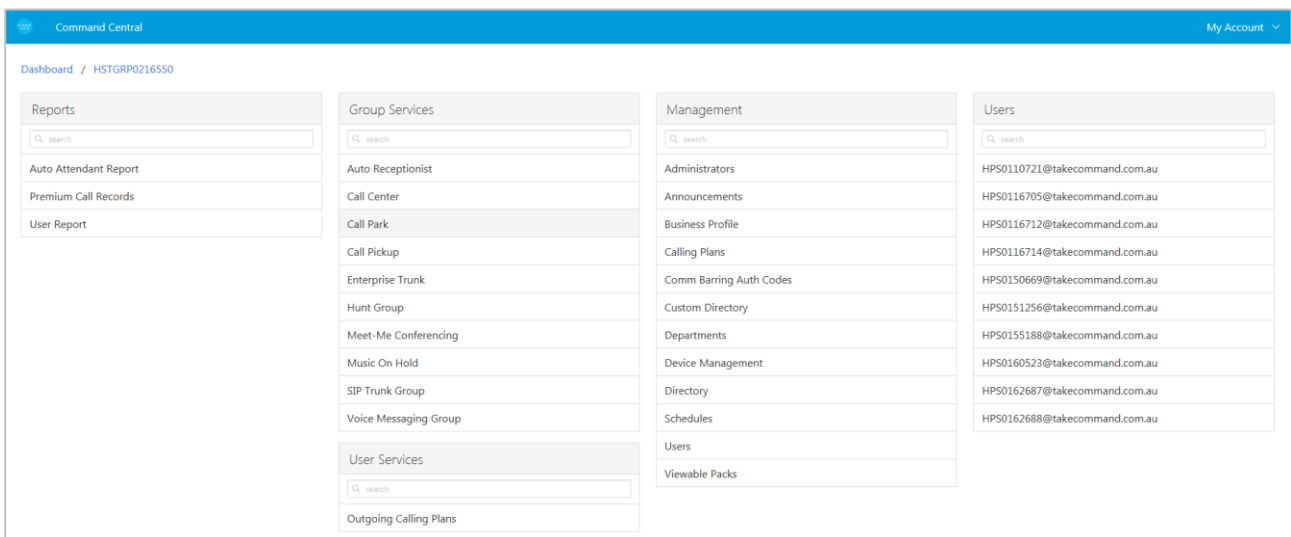 Command Central
My Account
Dashboard / HSTGRP0216550
Reports
search
Auto Attendant Report
Premium Call Records
User Report
Group Services
search
Auto Receptionist
Call Center
Call Park
Call Pickup
Enterprise Trunk
Hunt Group
Meet-Me Conferencing
Music On Hold
SIP Trunk Group
Voice Messaging Group
User Services
search
Outgoing Calling Plans
Management
search
Administrators
Announcements
Business Profile
Calling Plans
Comm Barring Auth Codes
Custom Directory
Departments
Device Management
Directory
Schedules
Users
Viewable Packs
Users
search
HPS0110721@takecommand.com.au
HPS0116705@takecommand.com.au
HPS0116712@takecommand.com.au
HPS0116714@takecommand.com.au
HPS0150669@takecommand.com.au
HPS0151256@takecommand.com.au
HPS0155188@takecommand.com.au
HPS0160523@takecommand.com.au
HPS0162687@takecommand.com.au
HPS0162688@takecommand.com.au